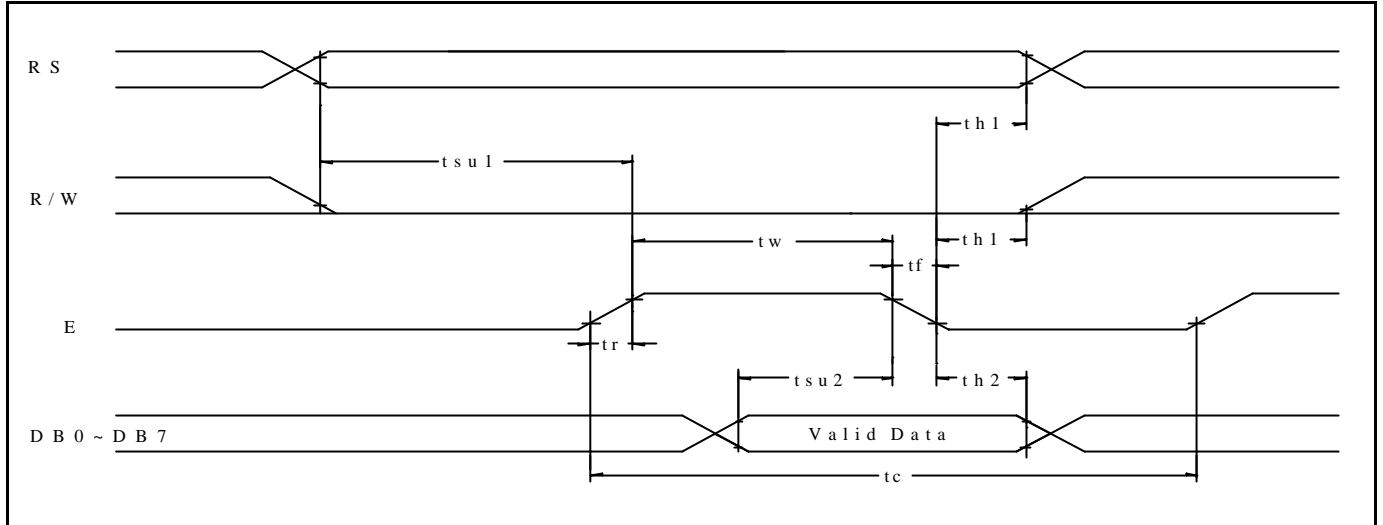 RS
th1
tsu1
R/W
tw
th1
tf
E
tr
tsu2
th2
DB0~DB7
Valid Data
tc